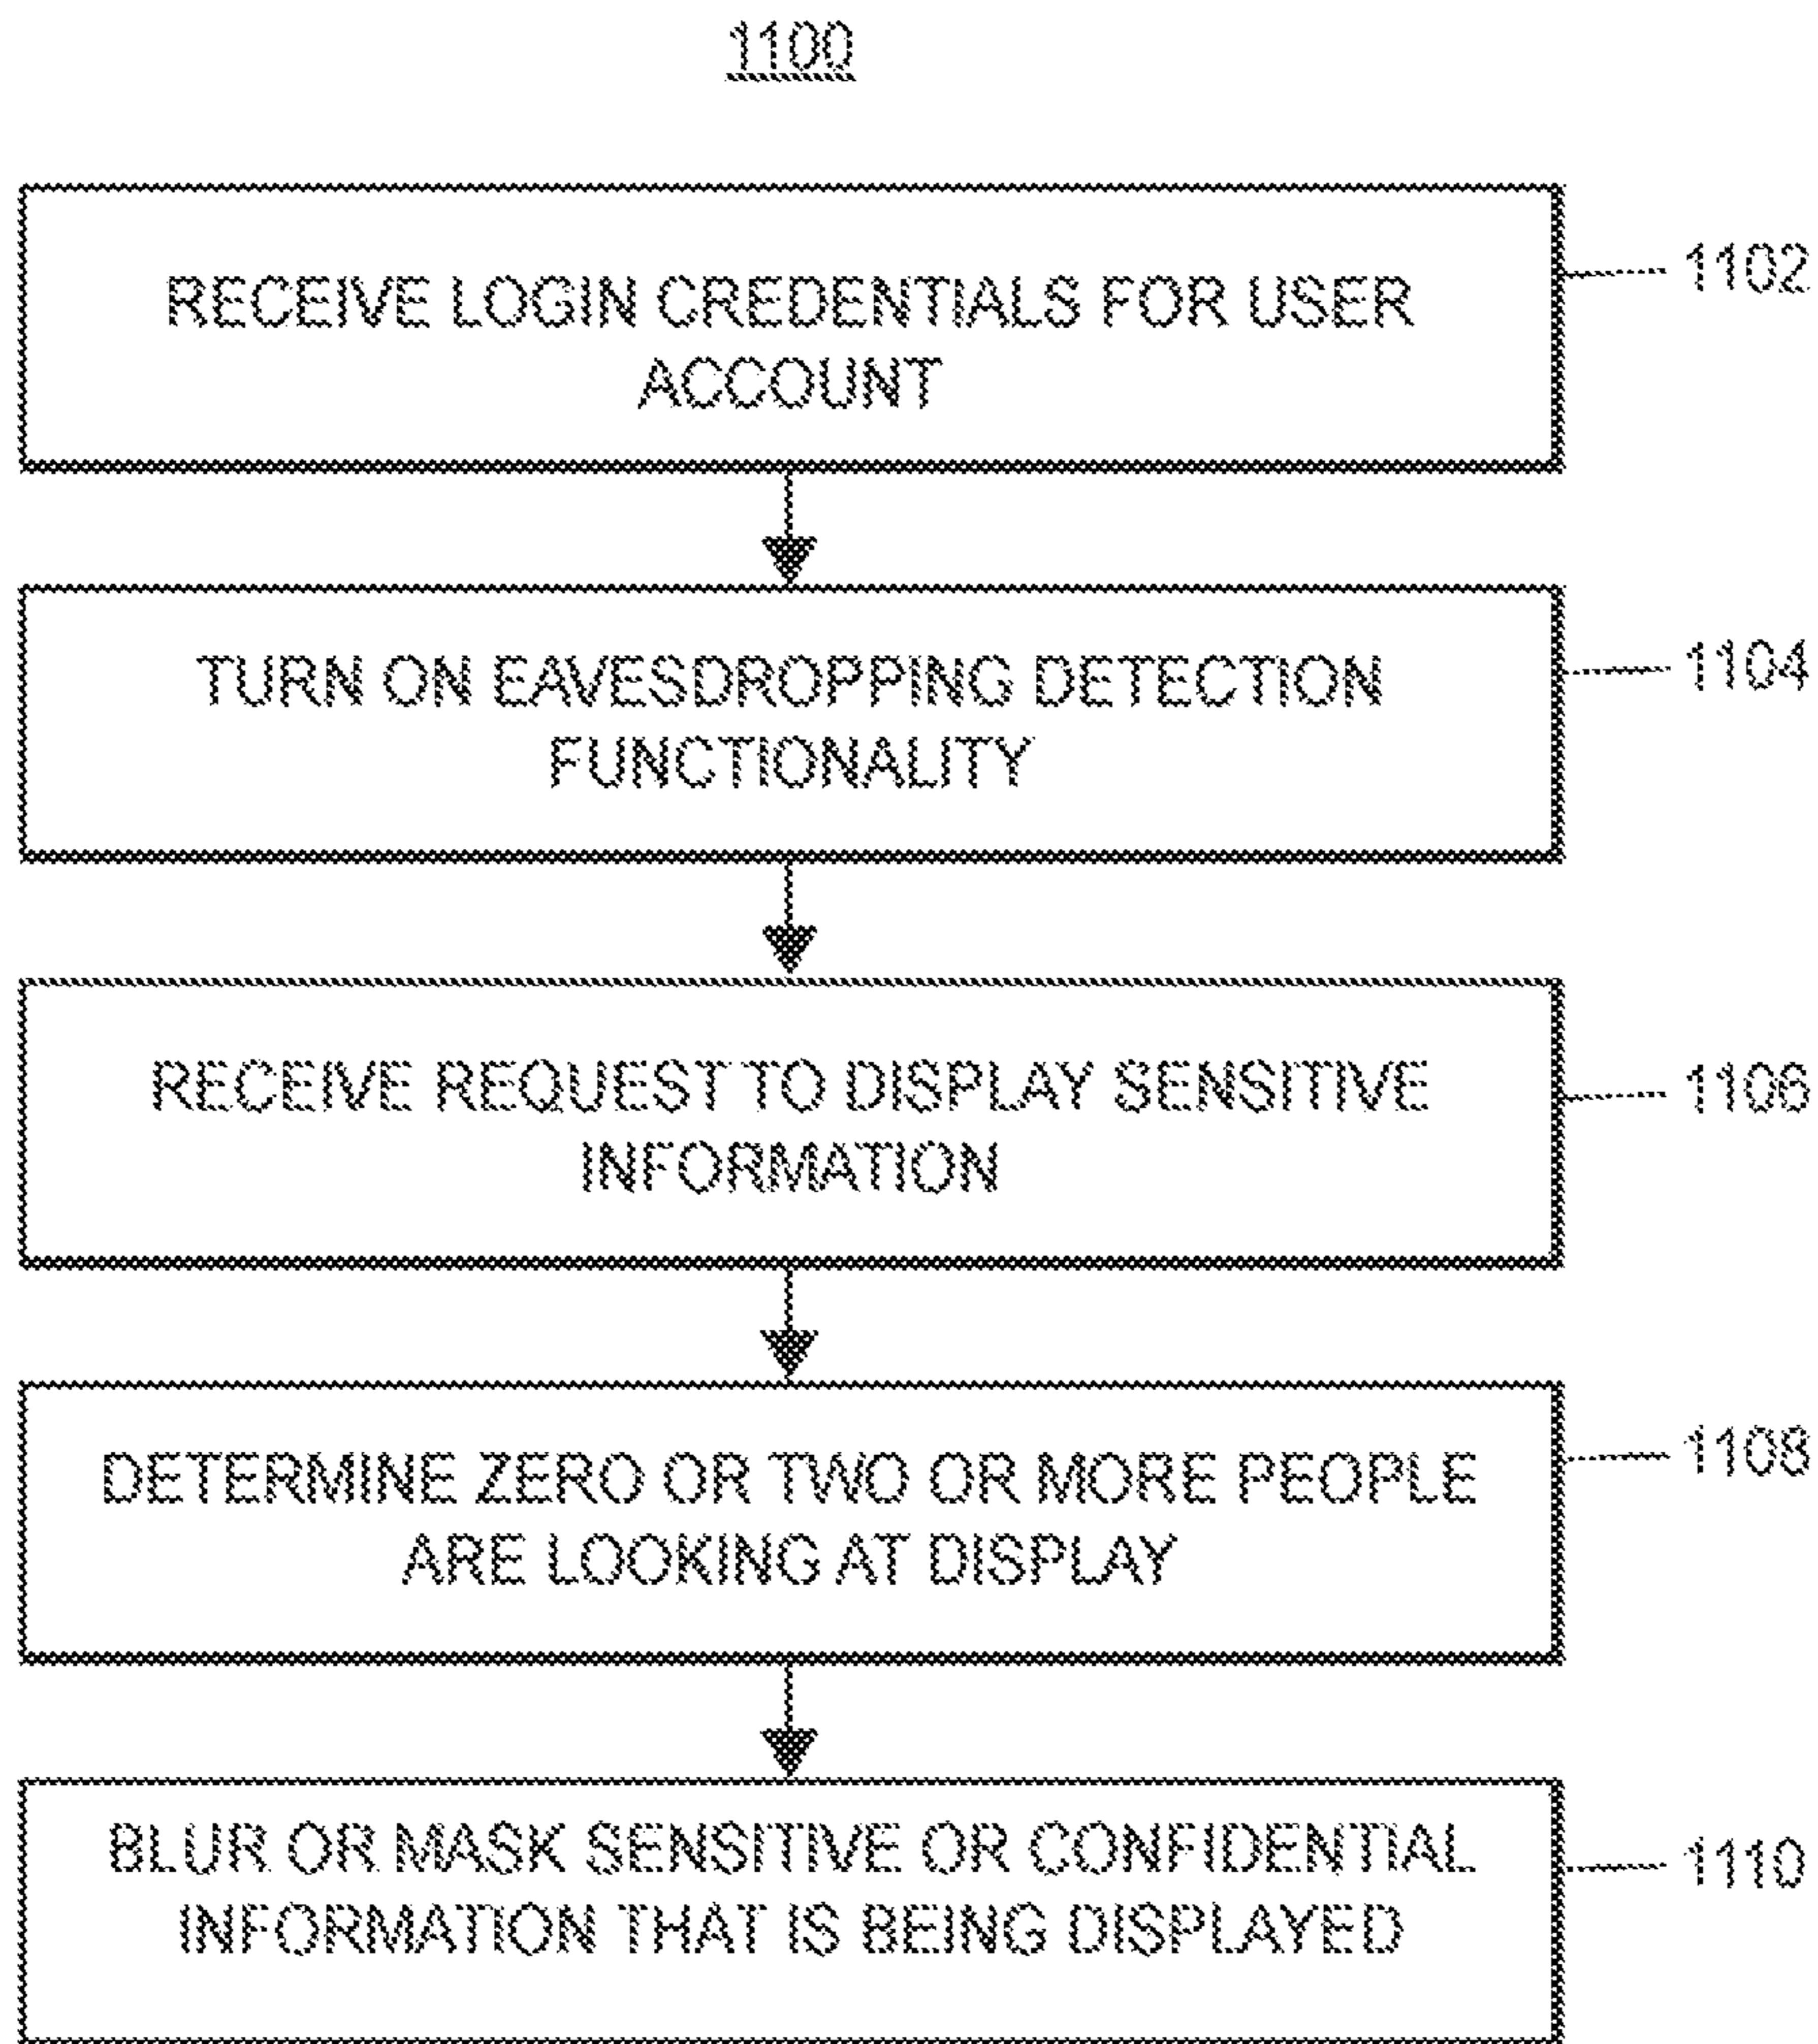 1100
RECEIVE LOGIN CREDENTIALS FOR USER
ACCOUNT
1102
TURN ON EAVESDROPPING DETECTION
FUNCTIONALITY
1104
RECEIVE REQUEST TO DISPLAY SENSITIVE
INFORMATION
1106
DETERMINE ZERO OR TWO OR MORE PEOPLE
ARE LOOKING AT DISPLAY
1108
BLUR OR MASK SENSITIVE OR CONFIDENTIAL
INFORMATION THAT IS BEING DISPLAYED
1110